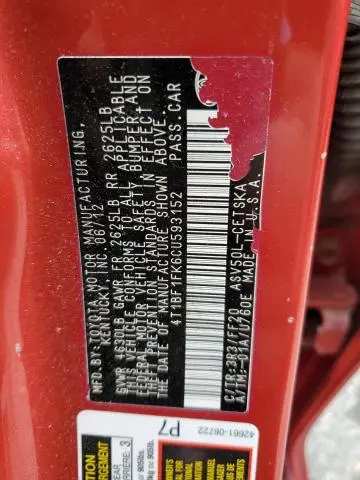 MFD.BY:TOYOTA MOTOR MANUFACTURING,
KENTUCKY, INC. 06/12
GVWR 4630LB GAWR FR 2625LB RR 2625LB
THIS VEHICLE CONFORMS TO ALL APPLICABLE
FEDERAL MOTOR VEHICLE SAFETY, BUMPER, AND
THEFT PREVENTION STANDARDS IN EFFECT ON
THE DATE OF MANUFACTURE SHOWN ABOVE.
4T1BF1FK6CU593152 PASS.CAR
C/TR:3R3/FF20 ASV50L-CETSKA
A/TM:-01A/U760E MADE IN U.S.A.
42661-06722
P7